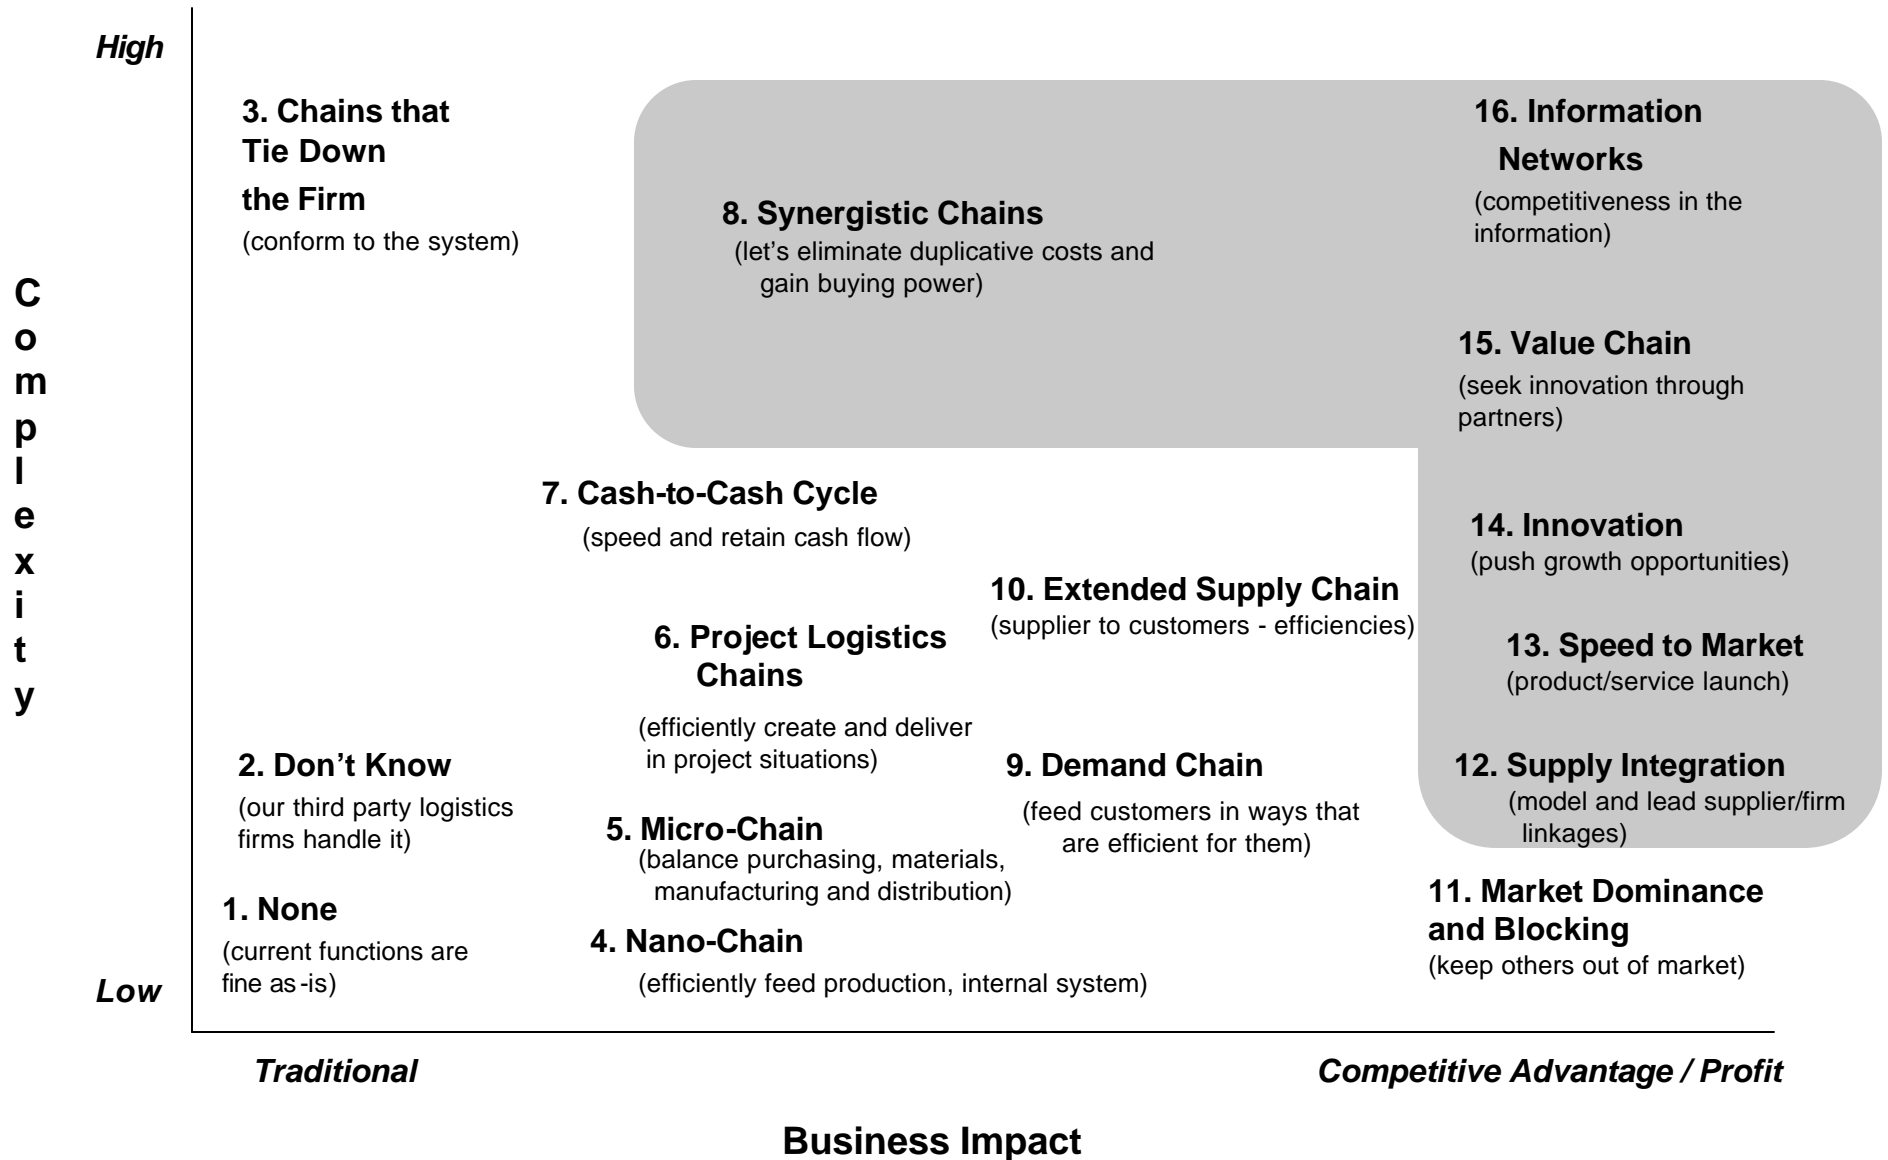 High
3. Chains that
Tie Down
the Firm
(conform to the system)
8. Synergistic Chains
(let's eliminate duplicative costs and
gain buying power)
16. Information
Networks
(competitiveness in the
information)
15. Value Chain
(seek innovation through
partners)
Complexity
7. Cash-to-Cash Cycle
(speed and retain cash flow)
14. Innovation
(push growth opportunities)
10. Extended Supply Chain
(supplier to customers - efficiencies)
6. Project Logistics
Chains
(efficiently create and deliver
in project situations)
13. Speed to Market
(product/service launch)
2. Don’t Know
(our third party logistics
firms handle it)
9. Demand Chain
(feed customers in ways that
are efficient for them)
12. Supply Integration
(model and lead supplier/firm
linkages)
5. Micro-Chain
(balance purchasing, materials,
manufacturing and distribution)
1. None
(current functions are
fine as-is)
4. Nano-Chain
(efficiently feed production, internal system)
11. Market Dominance
and Blocking
(keep others out of market)
Low
Traditional
Competitive Advantage / Profit
Business Impact